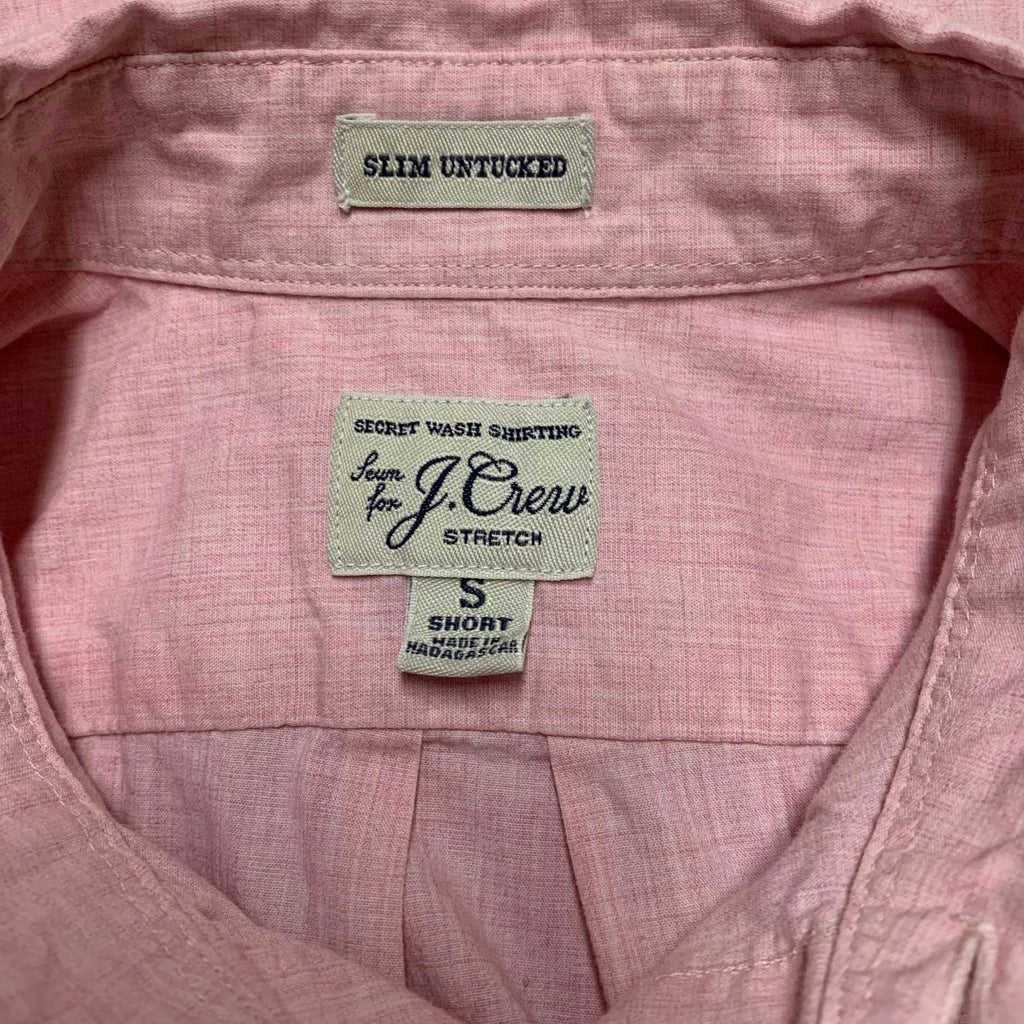 SLIM UNTUCKED
SECRET WASH SHIRTING
Sewn
for J.Crew
STRETCH
S
SHORT
MADE IN
MADAGASCAR